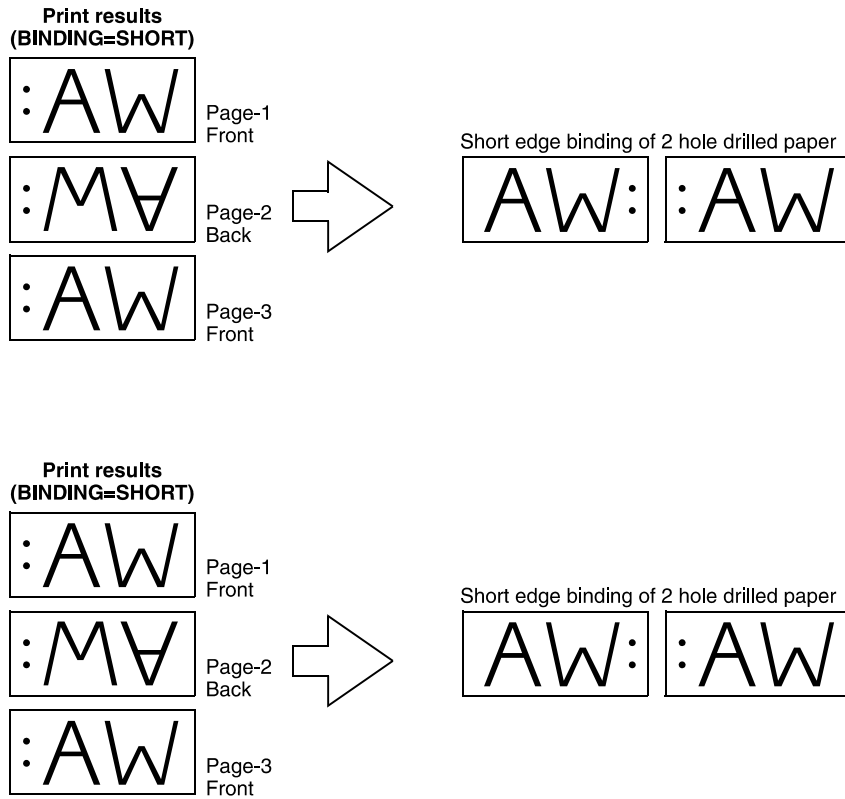 Print results
(BINDING=SHORT)
AW
Page-1
Front
AW
Page-2
Back
AW
Page-3
Front
Short edge binding of 2 hole drilled paper
AW AW
Print results
(BINDING=SHORT)
AW
Page-1
Front
AW
Page-2
Back
AW
Page-3
Front
Short edge binding of 2 hole drilled paper
AW AW